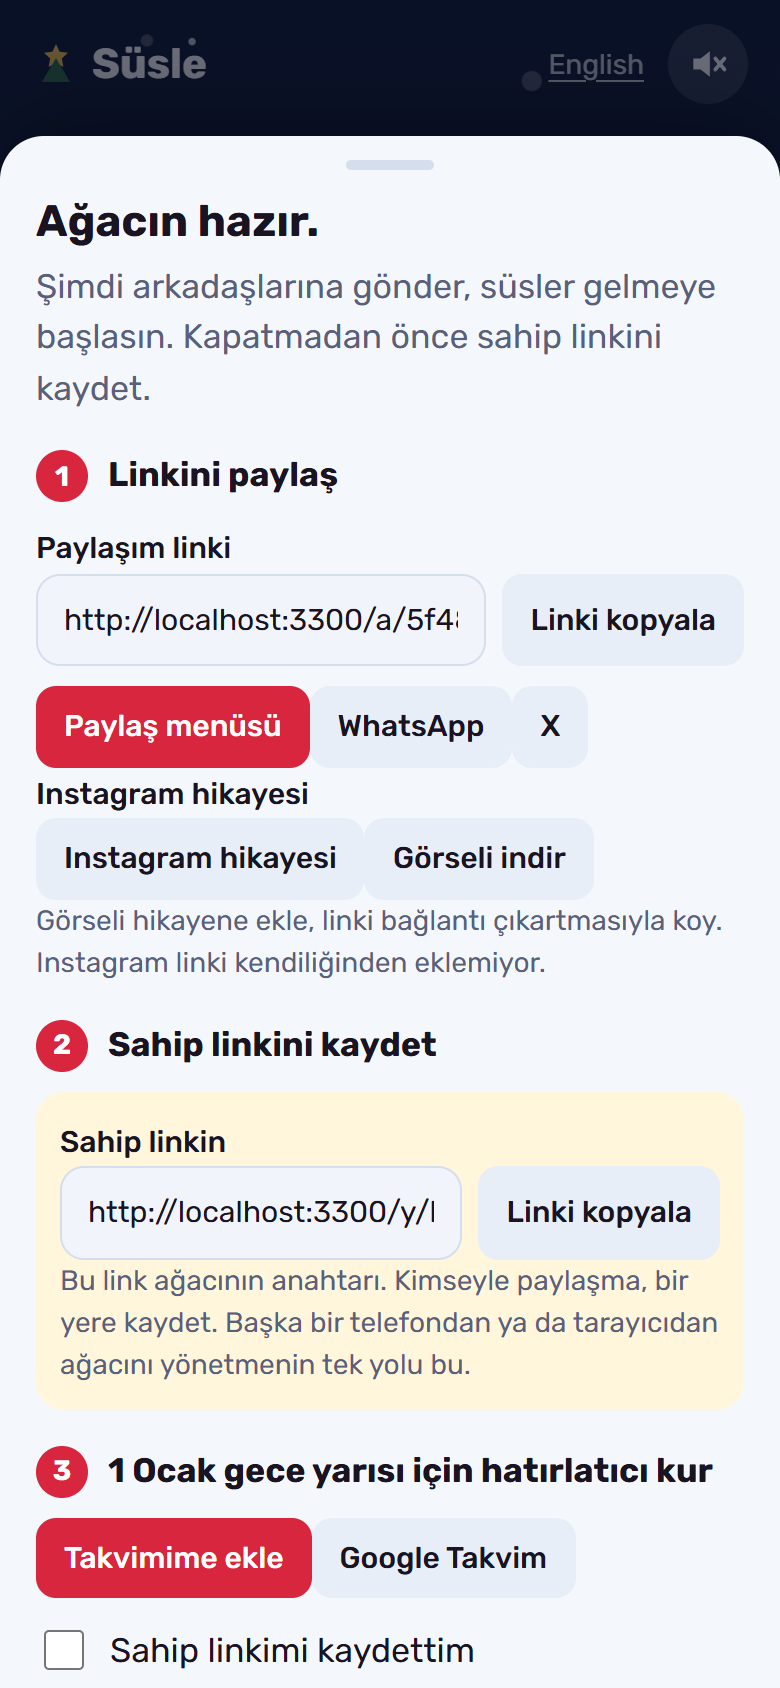 Süsle
English
Ağacın hazır.
Şimdi arkadaşlarına gönder, süsler gelmeye
başlasın. Kapatmadan önce sahip linkini
kaydet.
1 Linkini paylaş
Paylaşım linki
http://localhost:3300/a/5f4 Linki kopyala
Paylaş menüsü WhatsApp X
Instagram hikayesi
Instagram hikayesi Görseli indir
Görseli hikayene ekle, linki bağlantı çıkartmasıyla koy.
Instagram linki kendiliğinden eklemiyor.
2 Sahip linkini kaydet
Sahip linkin
http://localhost:3300/y/ Linki kopyala
Bu link ağacının anahtarı. Kimseyle paylaşma, bir
yere kaydet. Başka bir telefondan ya da tarayıcıdan
ağacını yönetmenin tek yolu bu.
3 1 Ocak gece yarısı için hatırlatıcı kur
Takvimime ekle Google Takvim
Sahip linkimi kaydettim